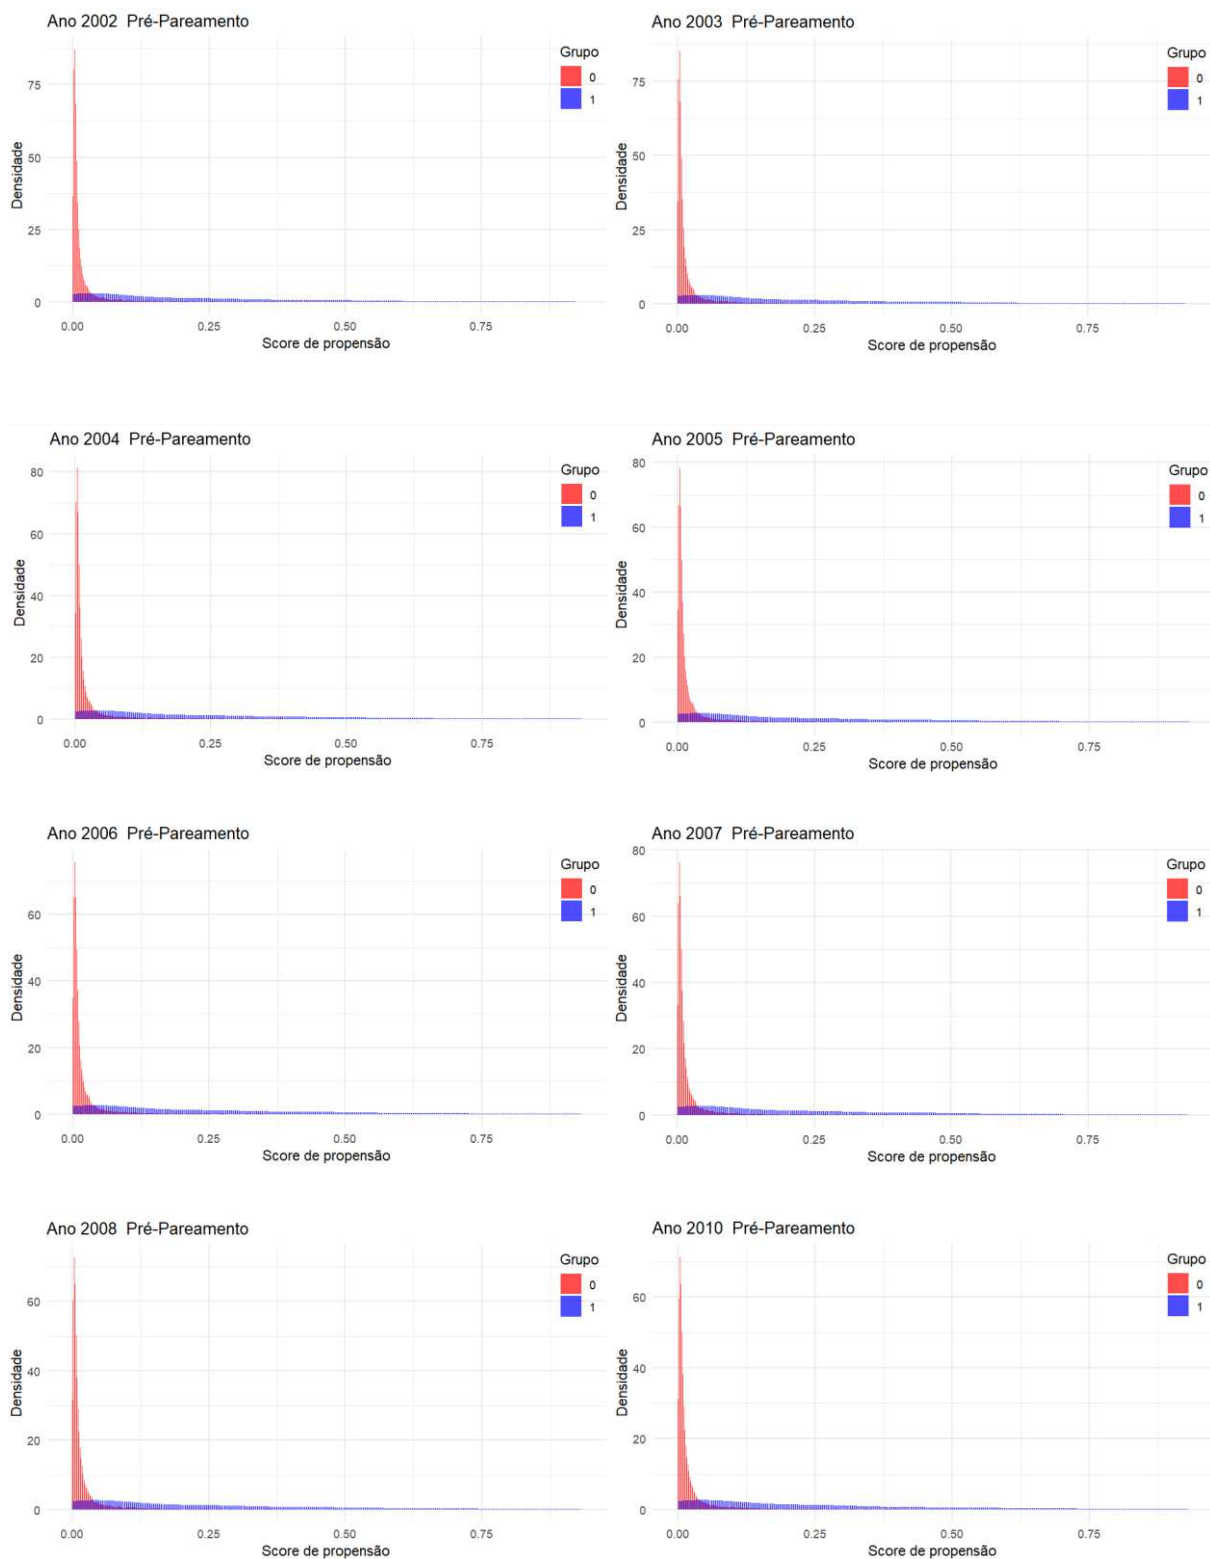 Ano 2002  Pré-Pareamento
Grupo
0
1
75
50
25
0
Densidade
0.00 0.25 0.50 0.75
Score de propensão
Ano 2003  Pré-Pareamento
Grupo
0
1
75
50
25
0
Densidade
0.00 0.25 0.50 0.75
Score de propensão
Ano 2004  Pré-Pareamento
Grupo
0
1
80
60
40
20
0
Densidade
0.00 0.25 0.50 0.75
Score de propensão
Ano 2005  Pré-Pareamento
Grupo
0
1
80
60
40
20
0
Densidade
0.00 0.25 0.50 0.75
Score de propensão
Ano 2006  Pré-Pareamento
Grupo
0
1
60
40
20
0
Densidade
0.00 0.25 0.50 0.75
Score de propensão
Ano 2007  Pré-Pareamento
Grupo
0
1
80
60
40
20
0
Densidade
0.00 0.25 0.50 0.75
Score de propensão
Ano 2008  Pré-Pareamento
Grupo
0
1
60
40
20
0
Densidade
0.00 0.25 0.50 0.75
Score de propensão
Ano 2010  Pré-Pareamento
Grupo
0
1
60
40
20
0
Densidade
0.00 0.25 0.50 0.75
Score de propensão